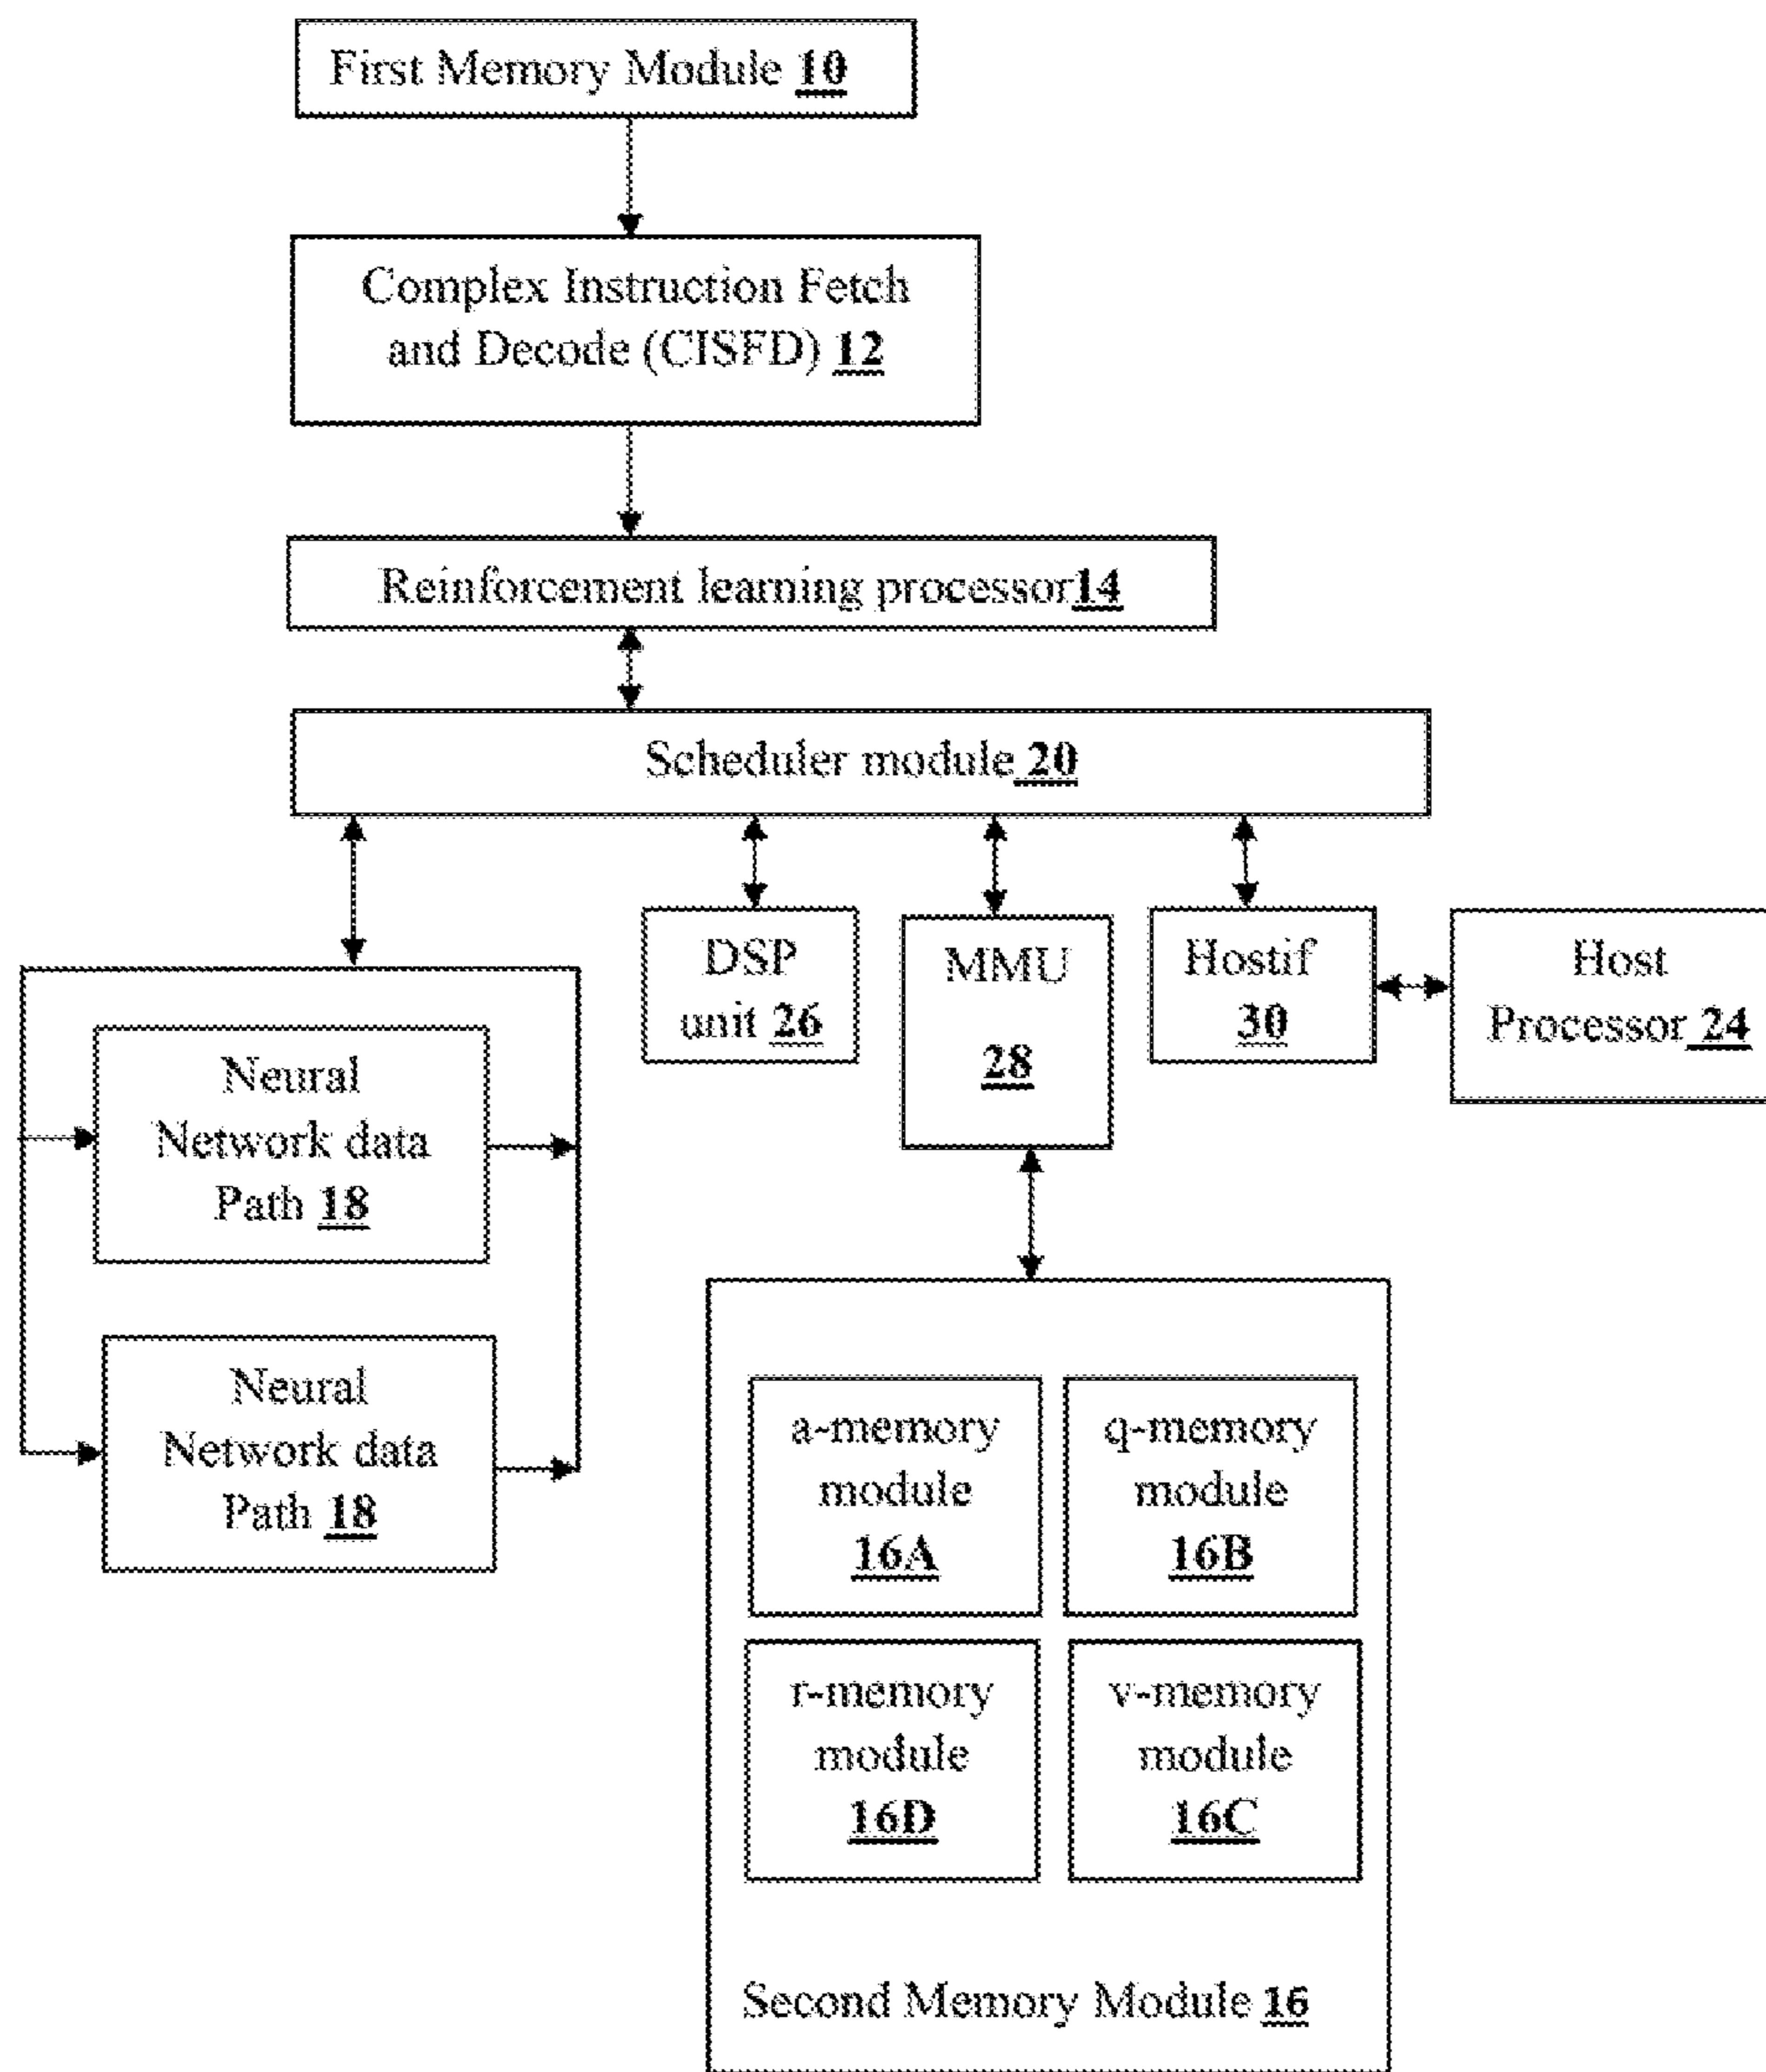 First Memory Module 10
Complex Instruction Fetch
and Decode (CISFD) 12
Reinforcement learning processor14
Scheduler module 20
DSP
unit 26
MMU
28
Hostif
30
Host
Processor 24
Neural
Network data
Path 18
Neural
Network data
Path 18
a-memory
module
16A
q-memory
module
16B
r-memory
module
16D
v-memory
module
16C
Second Memory Module 16